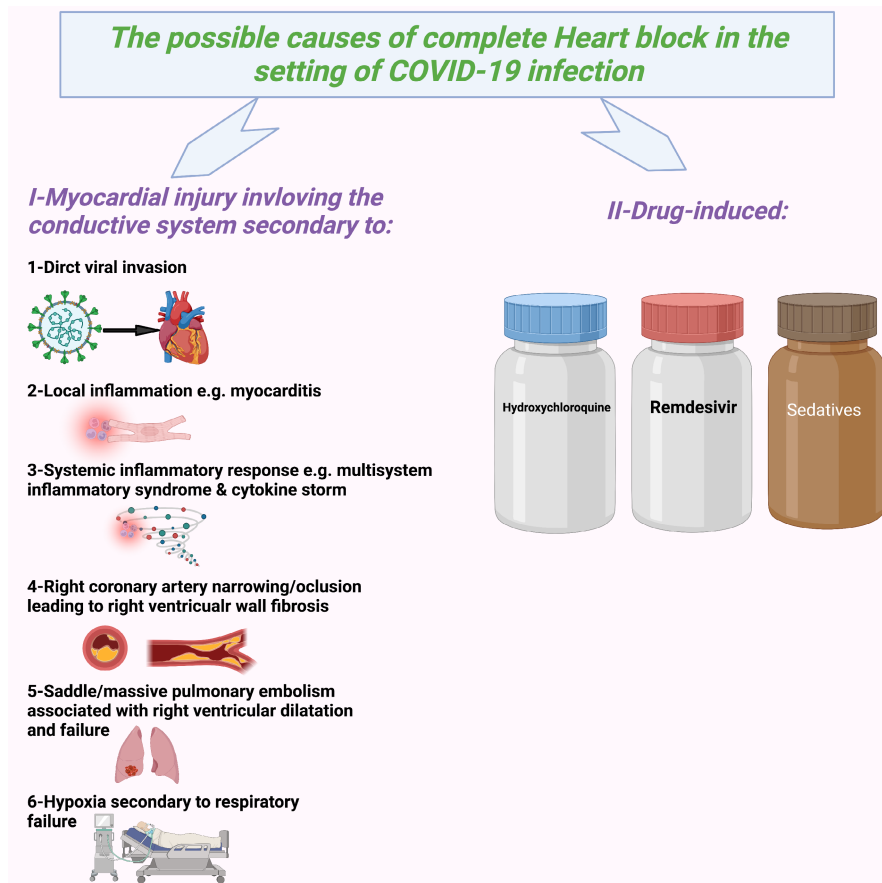 The possible causes of complete Heart block in the
setting of COVID-19 infection
I-Myocardial injury invloving the
conductive system secondary to:
1-Dirct viral invasion
2-Local inflammation e.g. myocarditis
3-Systemic inflammatory response e.g. multisystem
inflammatory syndrome & cytokine storm
4-Right coronary artery narrowing/oclusion
leading to right ventricualr wall fibrosis
5-Saddle/massive pulmonary embolism
associated with right ventricular dilatation
and failure
6-Hypoxia secondary to respiratory
failure
II-Drug-induced:
Hydroxychloroquine
Remdesivir
Sedatives